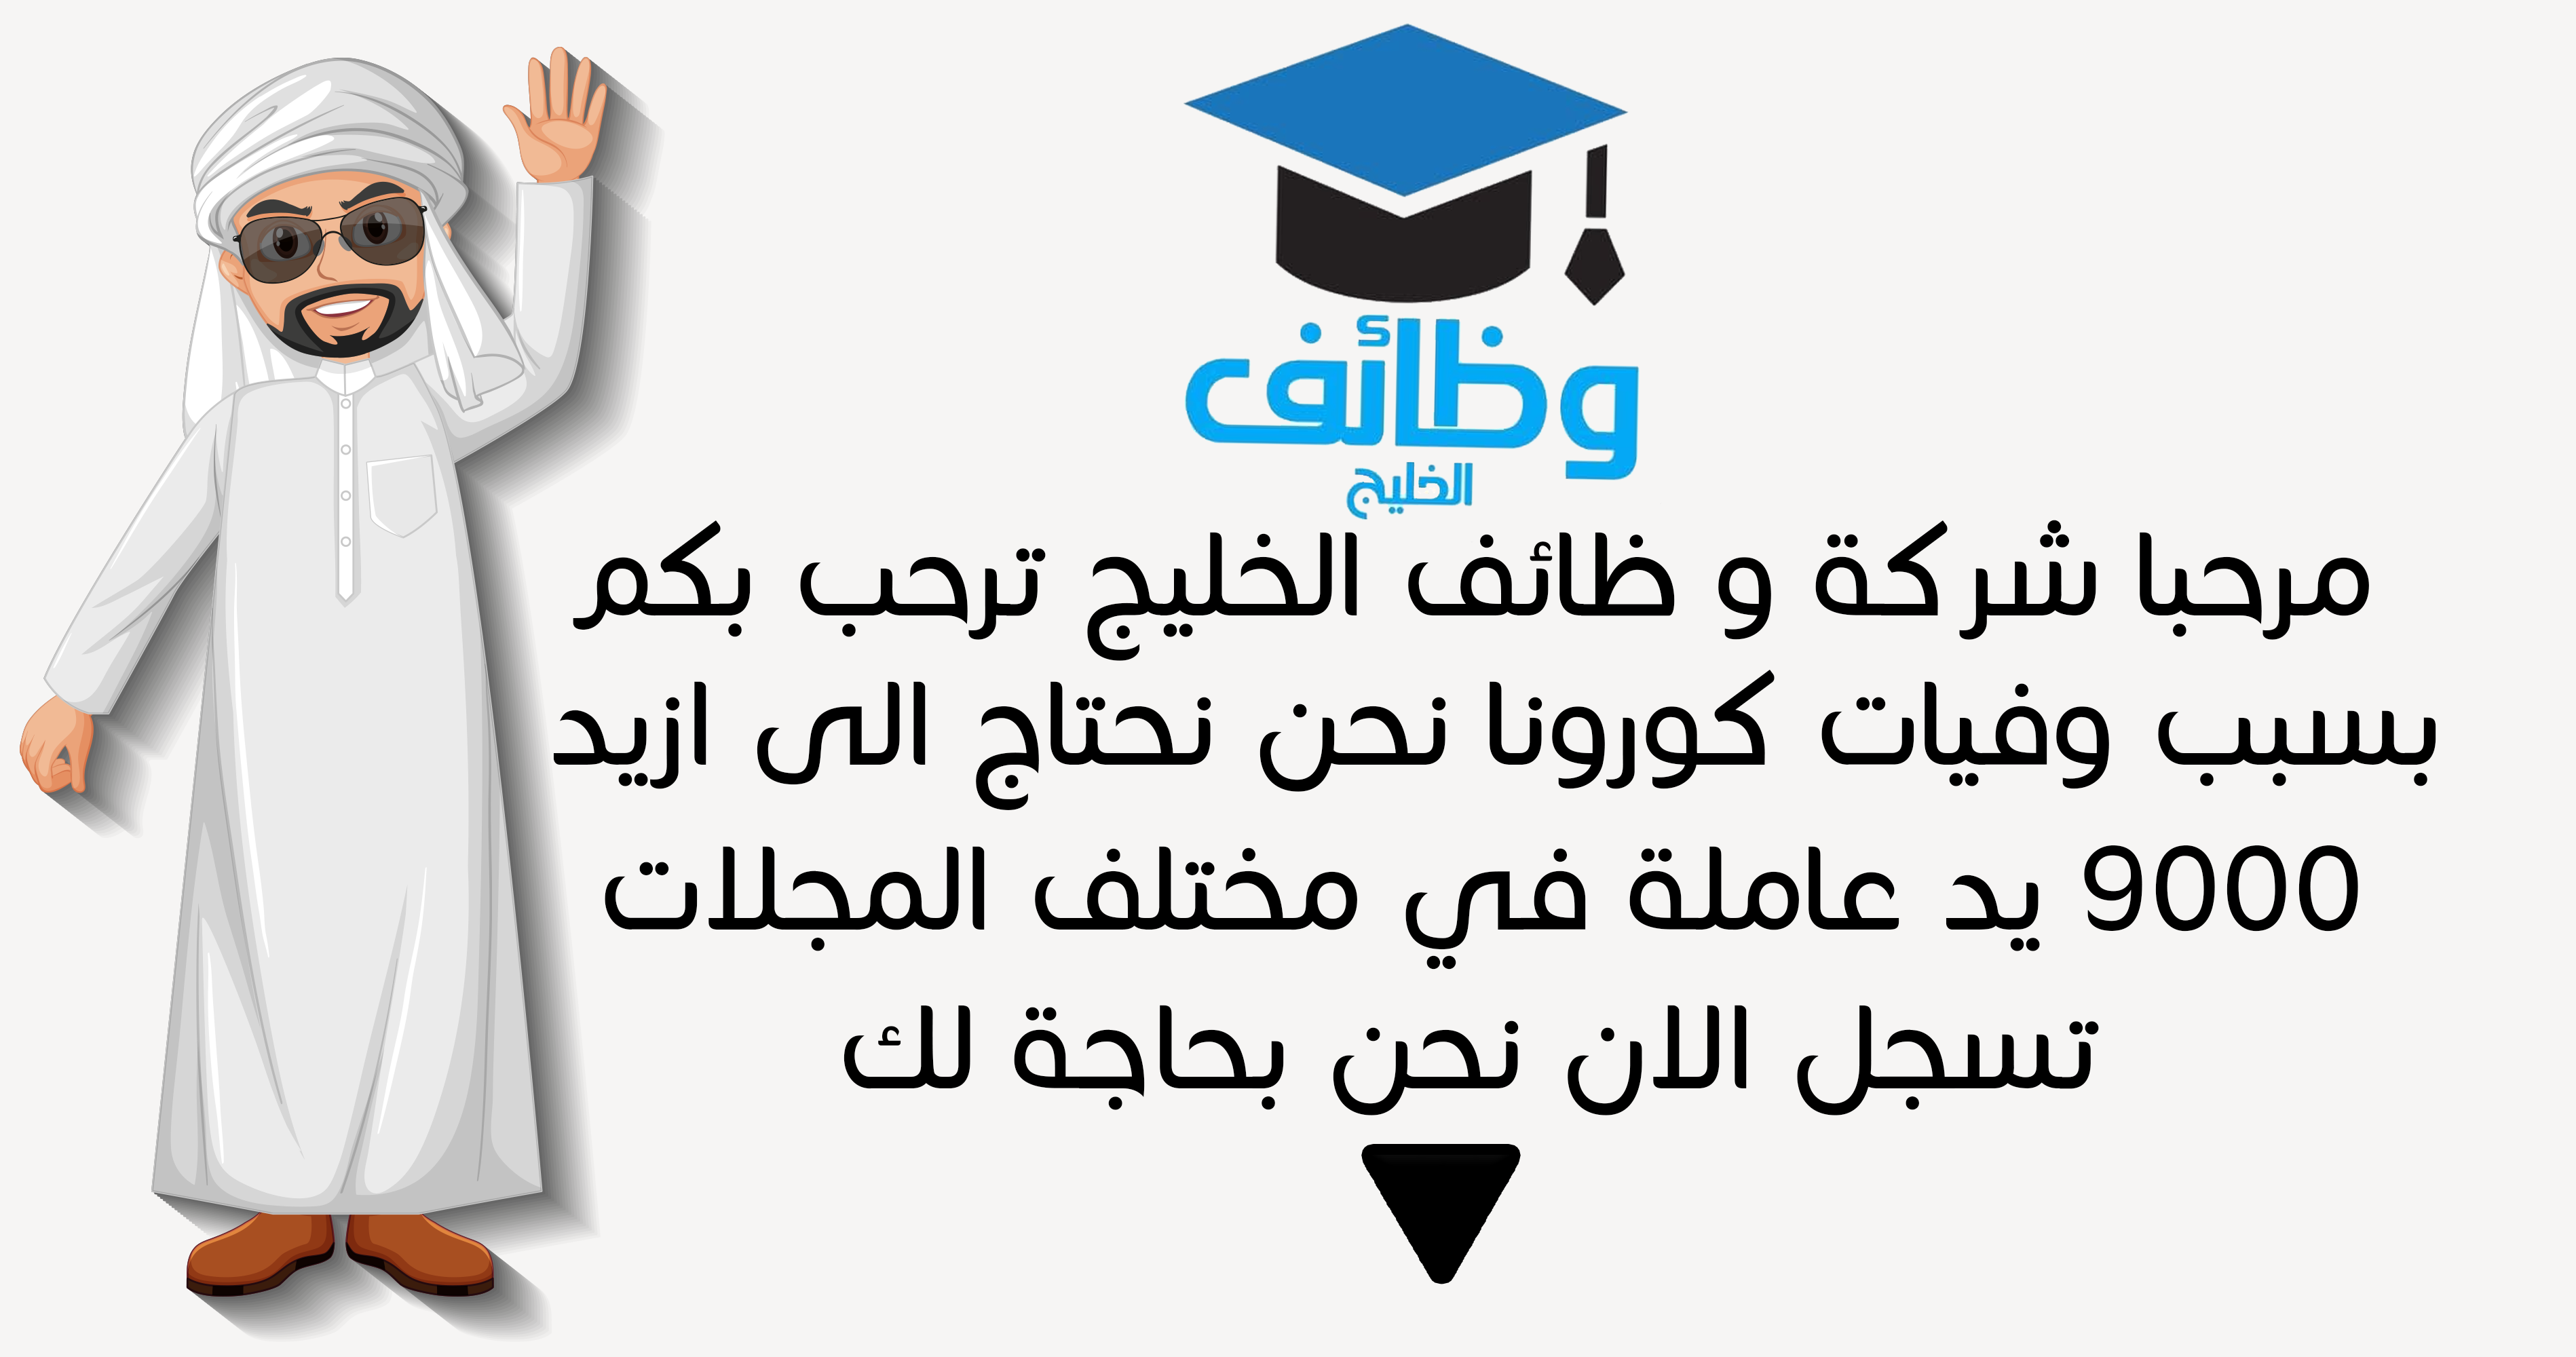 وظائف
الخليج
مرحبا شركة و ظائف الخليج ترحب بكم
بسبب وفيات كورونا نحن نحتاج الى ازيد
9000 يد عاملة في مختلف المجلات
تسجل الان نحن بحاجة لك